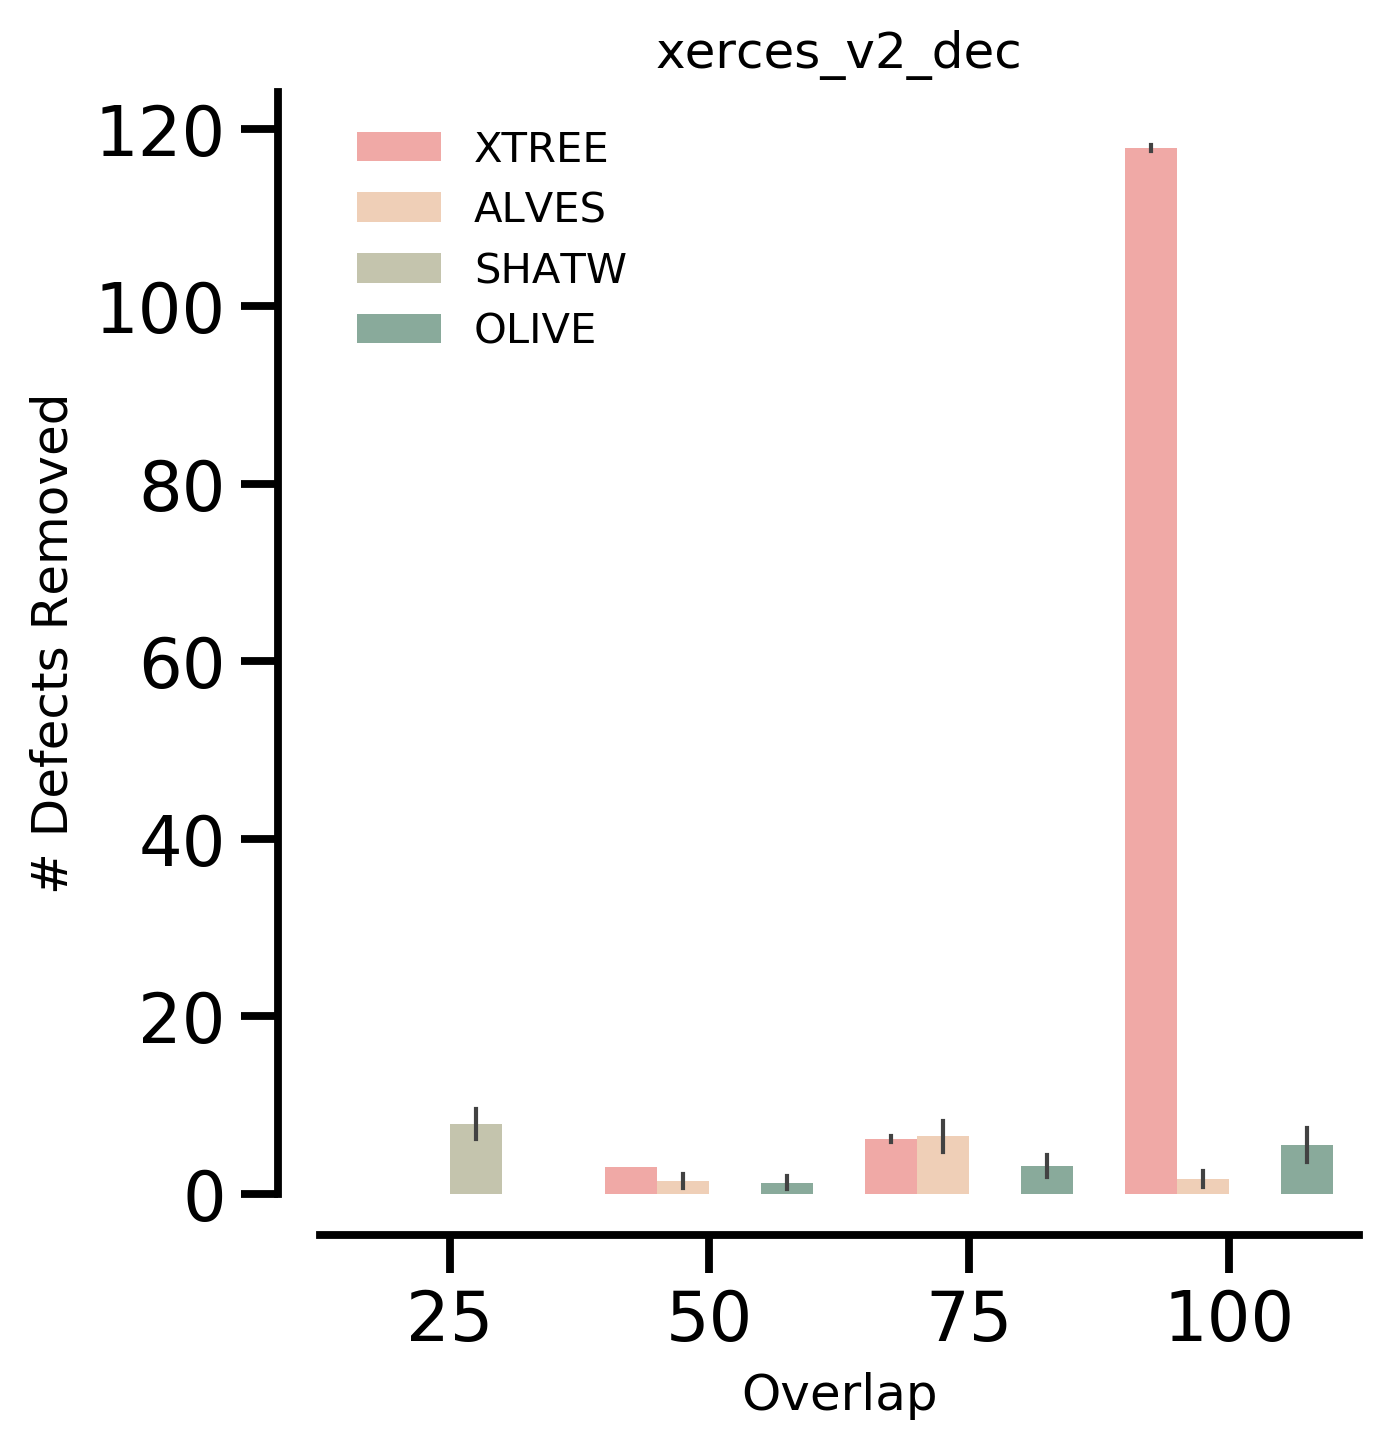 xerces_v2_dec
120
100
80
60
40
20
0
# Defects Removed
XTREE
ALVES
SHATW
OLIVE
25 50 75 100
Overlap